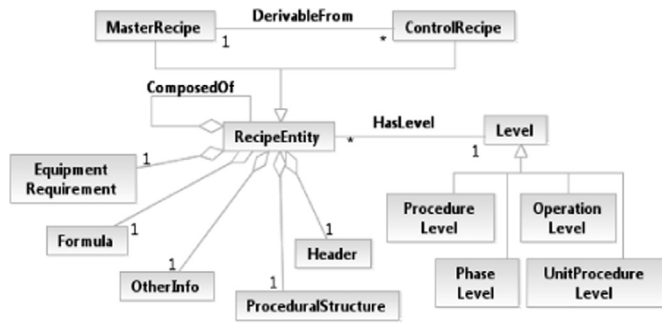 DerivableFrom
MasterRecipe
ControlRecipe
1
*
ComposedOf
RecipeEntity
HasLevel
*
1
Level
Equipment
Requirement
1
Formula
1
OtherInfo
1
ProceduralStructure
1
Header
1
Procedure
Level
Operation
Level
Phase
Level
UnitProcedure
Level